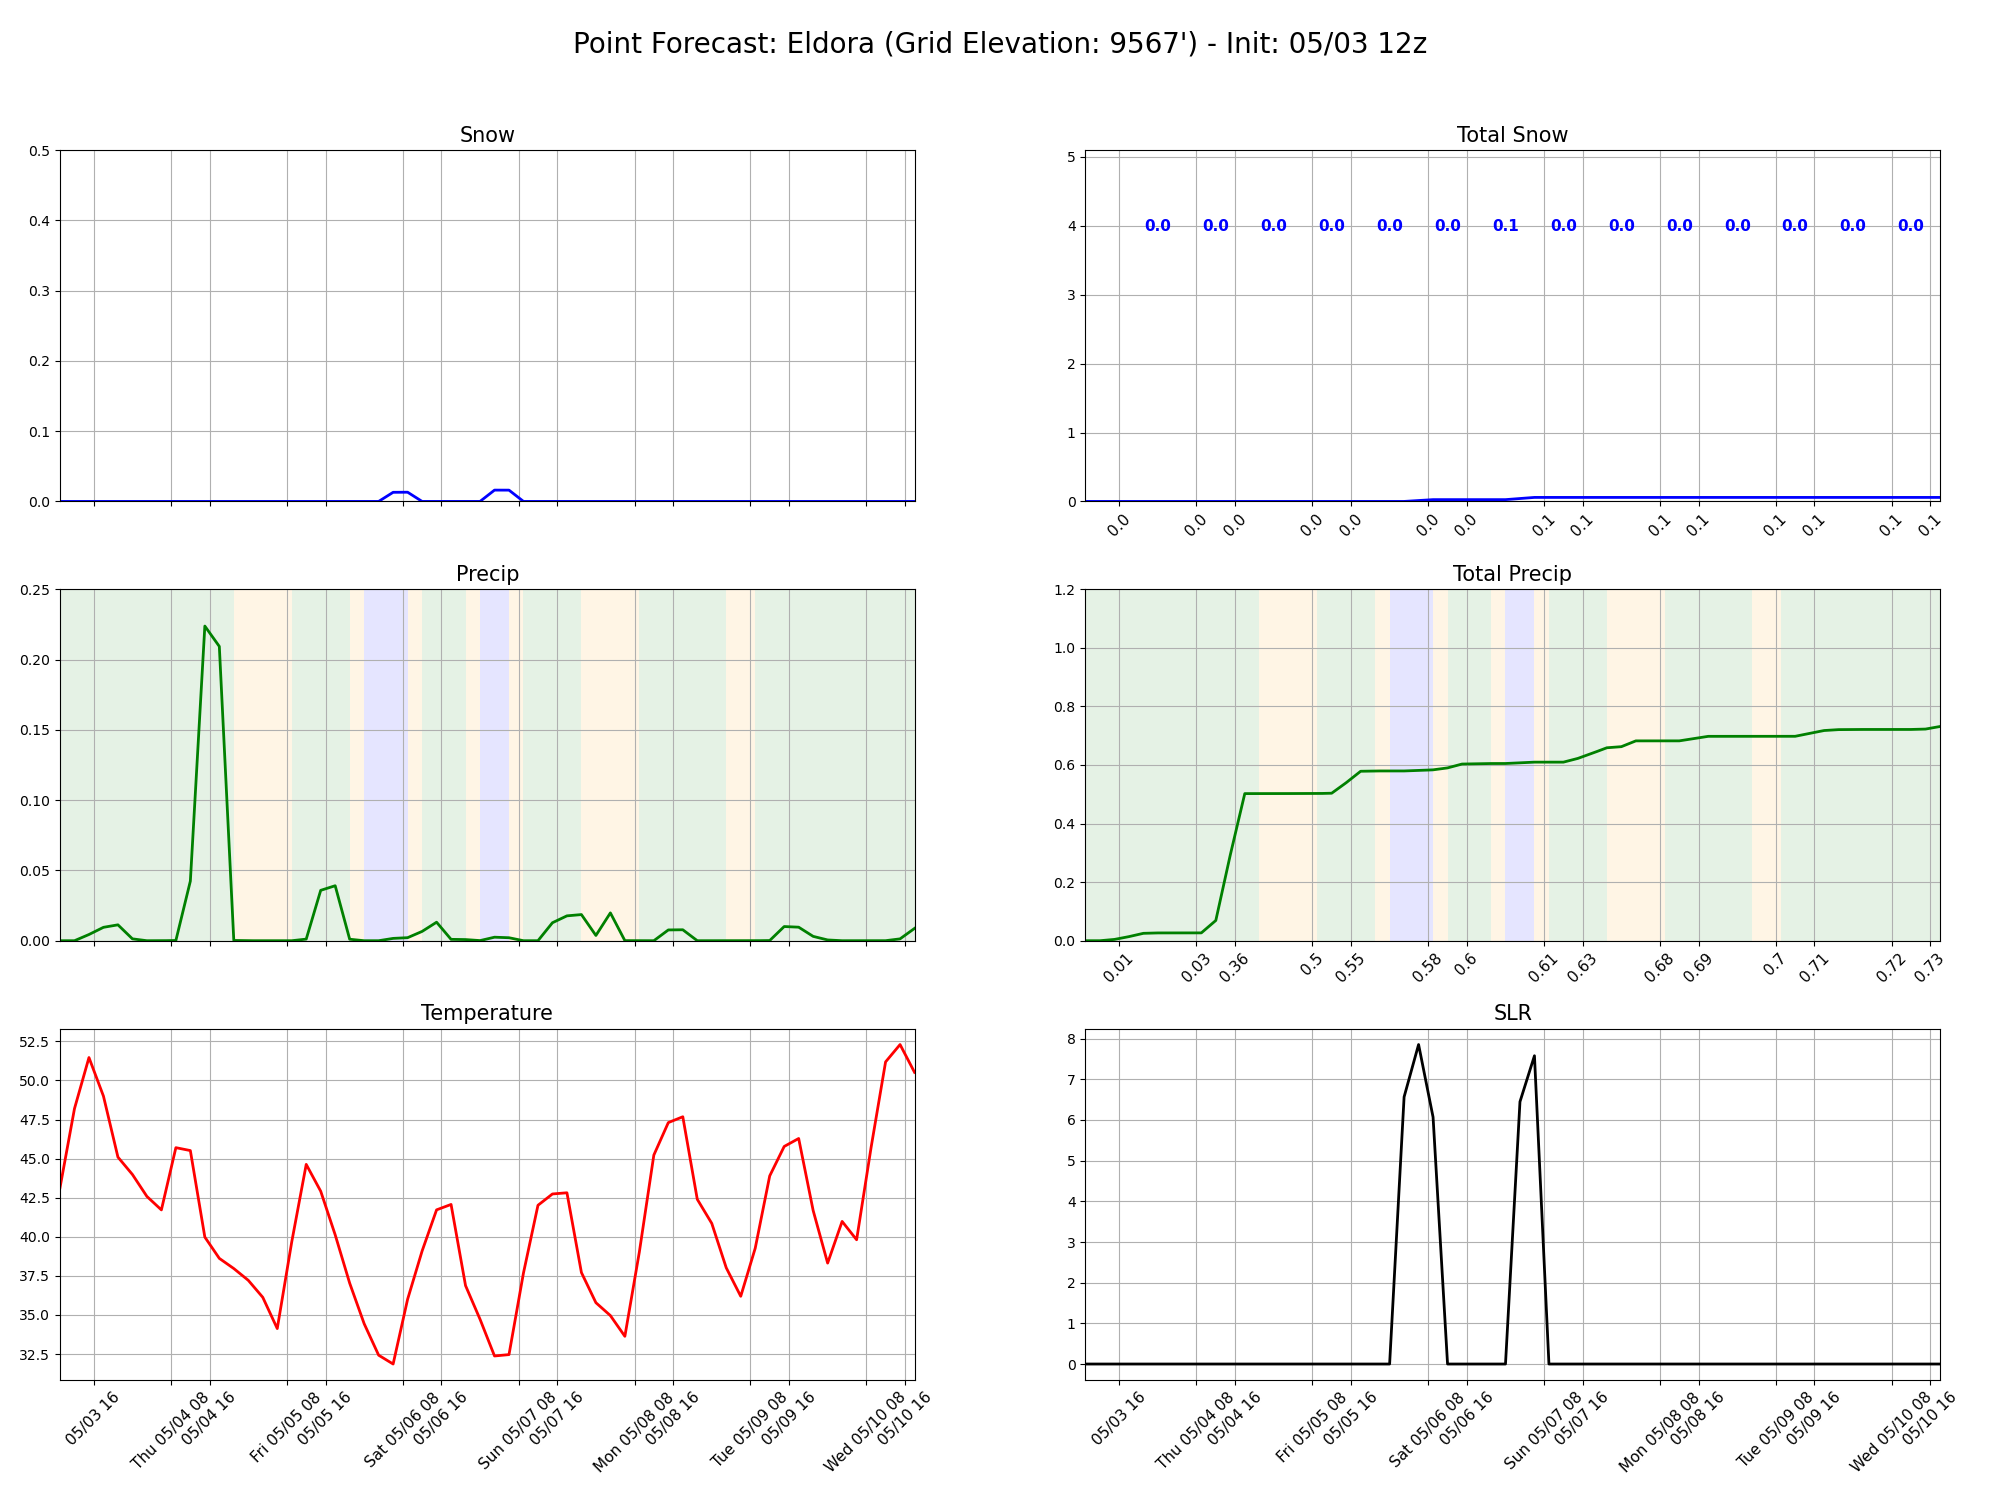 Point Forecast: Eldora (Grid Elevation: 9567') - Init: 05/03 12z
Snow
0.5
0.4
0.3
0.2
0.1
0.0
Total Snow
5
4
3
2
1
0
0.0 0.0 0.0 0.0 0.0 0.0 0.1 0.0 0.0 0.0 0.0 0.0 0.0 0.0
0.0 0.0 0.0 0.0 0.0 0.0 0.0 0.1 0.1 0.1 0.1 0.1 0.1 0.1 0.1
Precip
0.25
0.20
0.15
0.10
0.05
0.00
Total Precip
1.2
1.0
0.8
0.6
0.4
0.2
0.0
0.01 0.03 0.36 0.5 0.55 0.58 0.6 0.61 0.63 0.68 0.69 0.7 0.71 0.72 0.73
Temperature
52.5
50.0
47.5
45.0
42.5
40.0
37.5
35.0
32.5
05/03 16
Thu 05/04 08
05/04 16
Fri 05/05 08
05/05 16
Sat 05/06 08
05/06 16
Sun 05/07 08
05/07 16
Mon 05/08 08
05/08 16
Tue 05/09 08
05/09 16
Wed 05/10 08
05/10 16
SLR
8
7
6
5
4
3
2
1
0
05/03 16
Thu 05/04 08
05/04 16
Fri 05/05 08
05/05 16
Sat 05/06 08
05/06 16
Sun 05/07 08
05/07 16
Mon 05/08 08
05/08 16
Tue 05/09 08
05/09 16
Wed 05/10 08
05/10 16